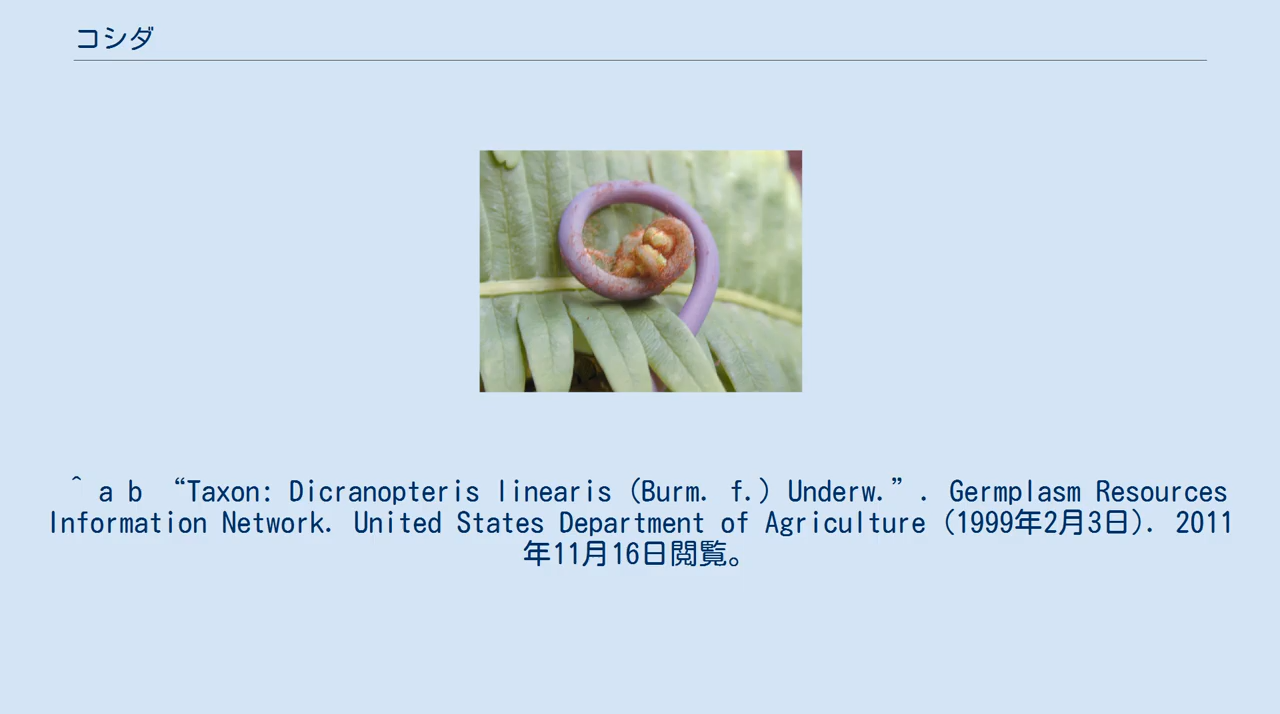 コシダ
^ a b “Taxon: Dicranopteris linearis (Burm. f.) Underw.”. Germplasm Resources
Information Network. United States Department of Agriculture (1999年2月3日). 2011
年11月16日閲覧。